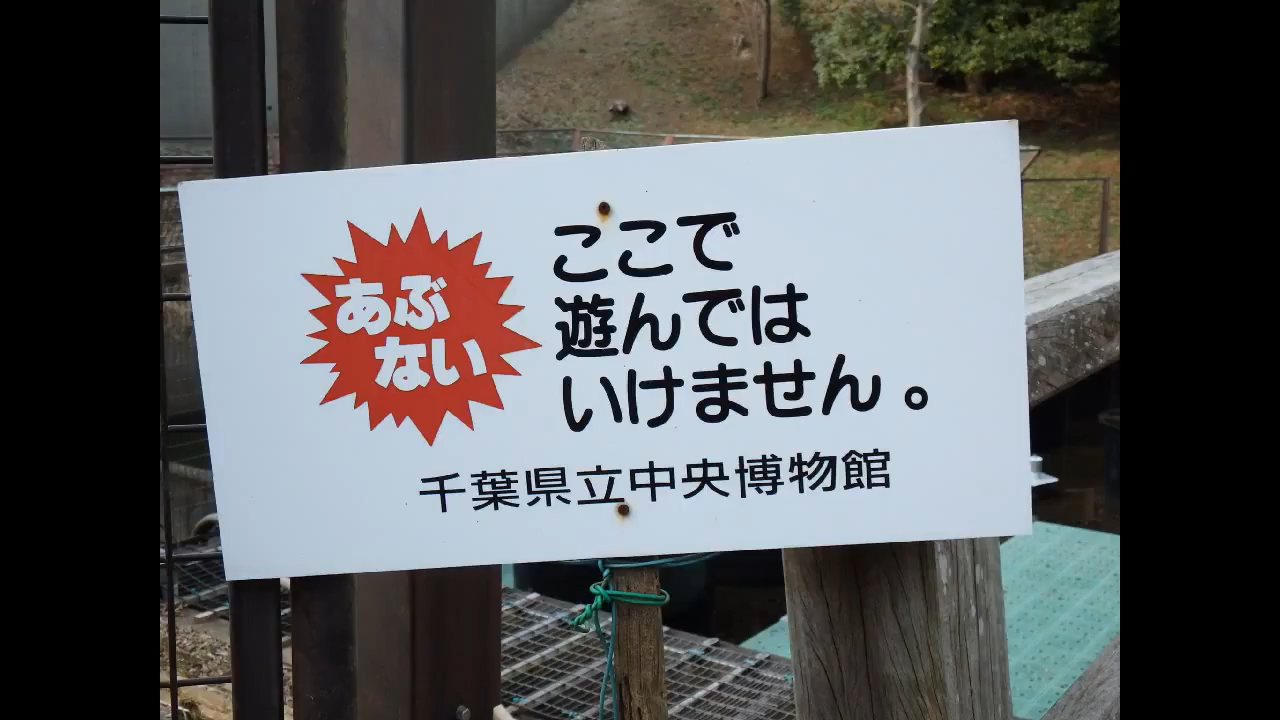 あぶ
ない
ここで
遊んでは
いけません。
千葉県立中央博物館